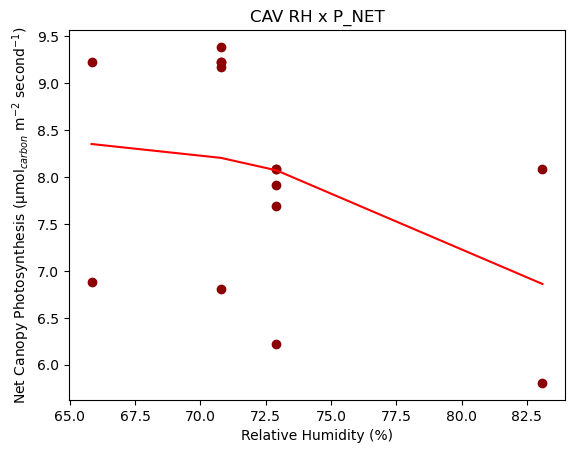 CAV RH x P_NET
Net Canopy Photosynthesis (μmol_{carbon} m^{−2} second^{−1})
9.5
9.0
8.5
8.0
7.5
7.0
6.5
6.0
65.0 67.5 70.0 72.5 75.0 77.5 80.0 82.5
Relative Humidity (%)